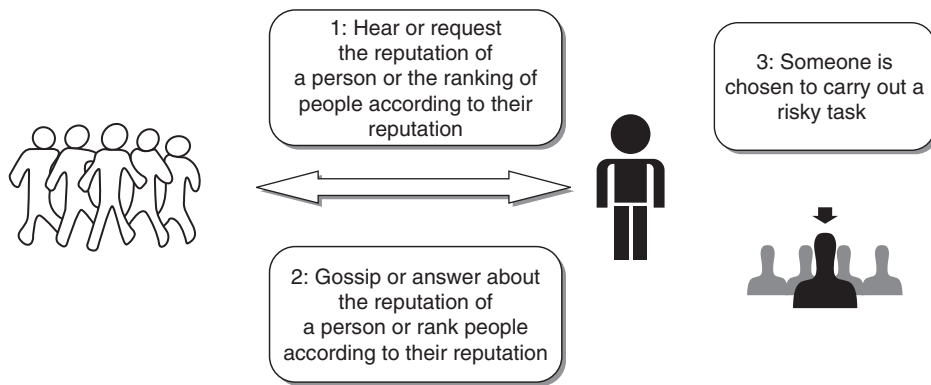 1: Hear or request
the reputation of
a person or the ranking of
people according to their
reputation
3: Someone is
chosen to carry out a
risky task
2: Gossip or answer about
the reputation of
a person or rank people
according to their reputation